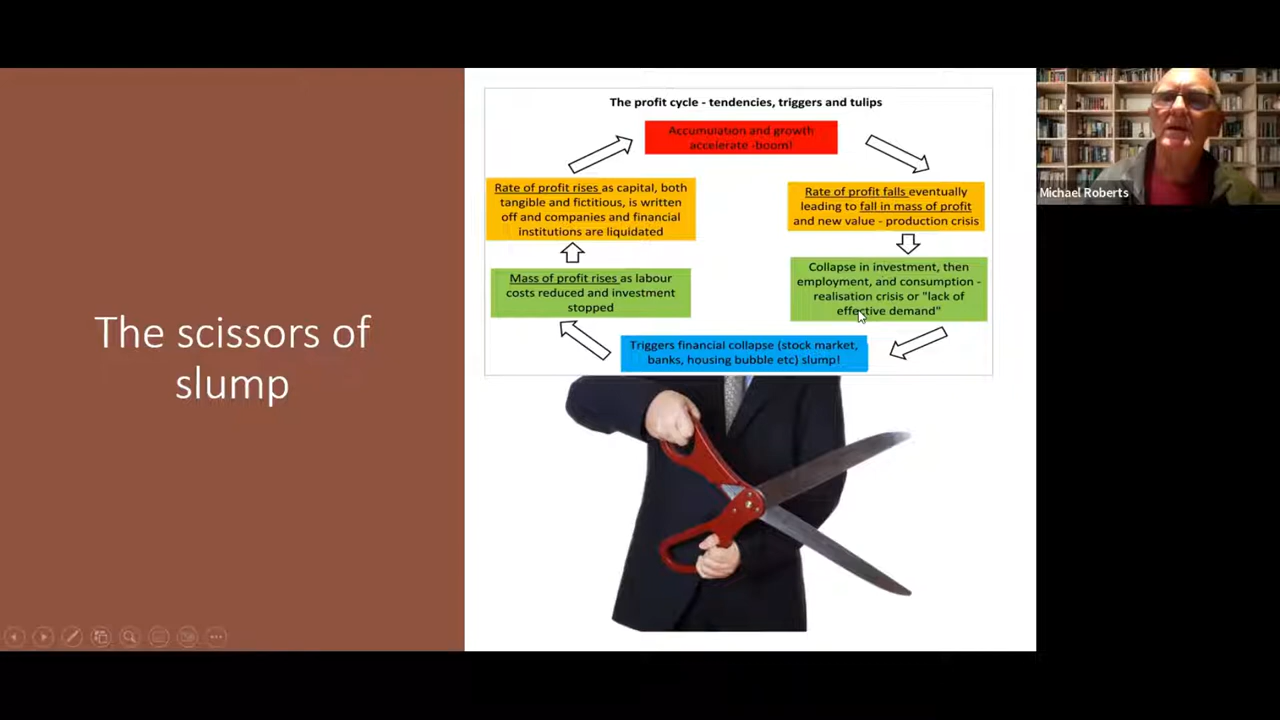 The scissors of
slump
The profit cycle - tendencies, triggers and tulips
Accumulation and growth
accelerate -boom!
Rate of profit rises as capital, both
tangible and fictitious, is written
off and companies and financial
institutions are liquidated
Rate of profit falls eventually
leading to fall in mass of profit
and new value - production crisis
Mass of profit rises as labour
costs reduced and investment
stopped
Collapse in investment, then
employment, and consumption -
realisation crisis or "lack of
effective demand"
Triggers financial collapse (stock market,
banks, housing bubble etc) slump!
Michael Roberts